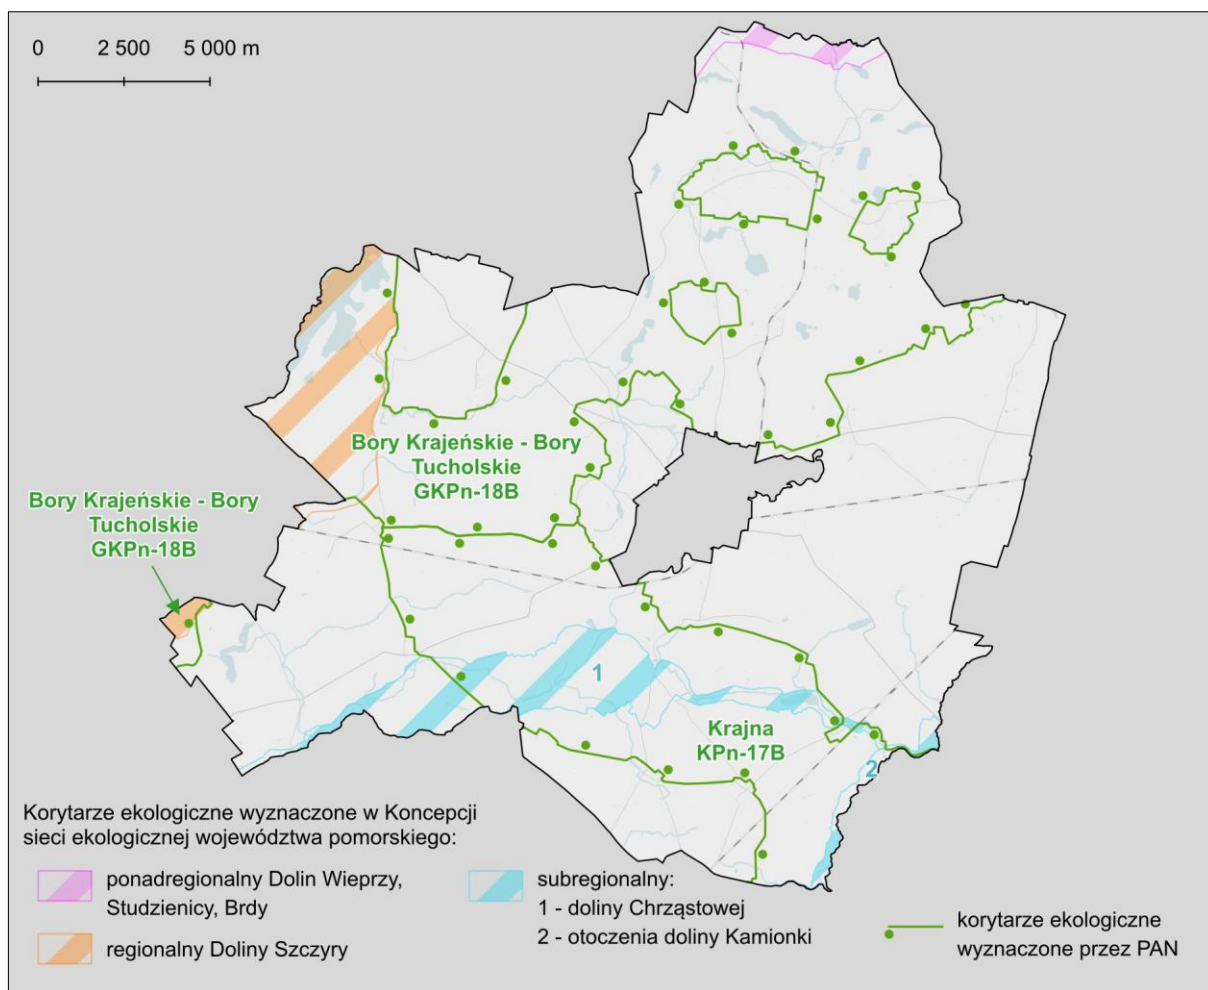 0 2 500 5 000 m
Bory Krajeńskie - Bory
Tucholskie
GKPn-18B
Bory Krajeńskie - Bory
Tucholskie
GKPn-18B
1
Krajna
KPn-17B
2
Korytarze ekologiczne wyznaczone w Koncepcji
sieci ekologicznej województwa pomorskiego:
ponadregionalny Dolin Wieprzy,
Studzienicy, Brdy
regionalny Doliny Szczyry
subregionalny:
1 - doliny Chrząstowej
2 - otoczenia doliny Kamionki
korytarze ekologiczne
wyznaczone przez PAN